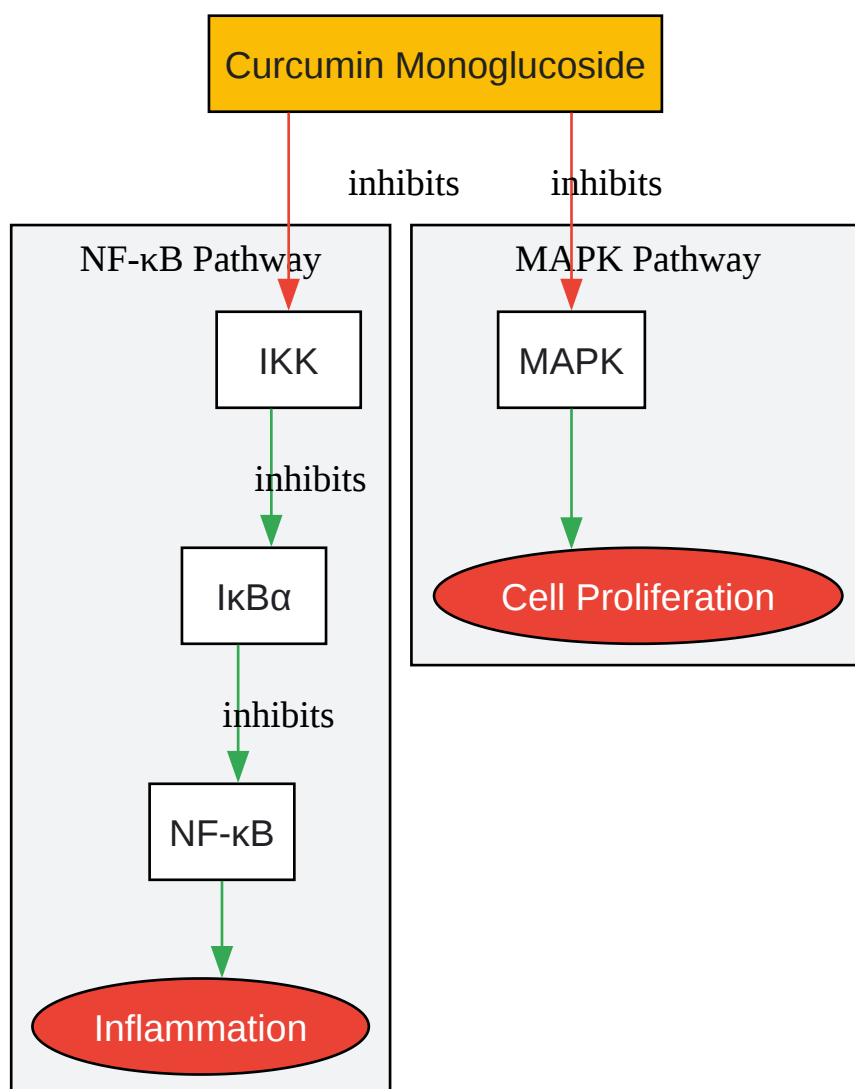 Curcumin Monoglucoside
inhibits
inhibits
NF-κB Pathway
MAPK Pathway
IKK
MAPK
inhibits
IκBα
Cell Proliferation
inhibits
NF-κB
Inflammation